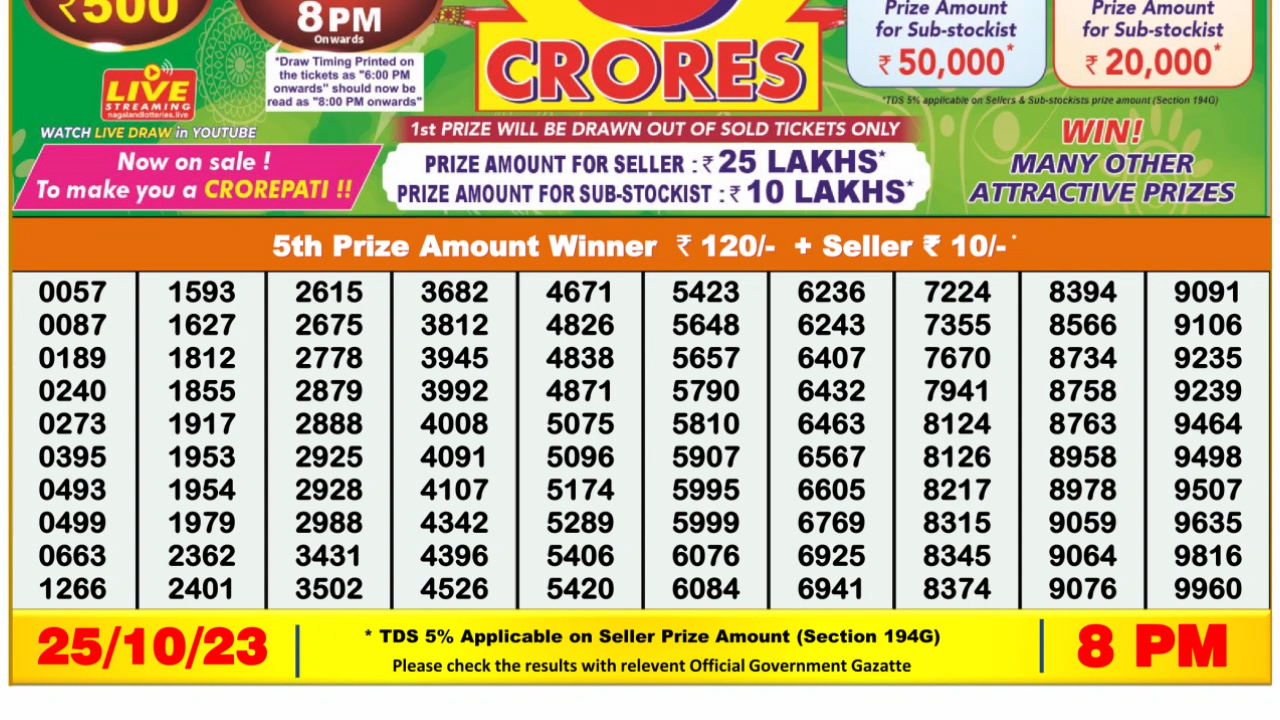 ₹500
8PM
Onwards
"Draw Timing Printed on
the tickets as "6:00 PM
onwards" should now be
read as "8:00 PM onwards"
LIVE
STREAMING
nagalandlotteries.live
WATCH LIVE DRAW in YOUTUBE
Now on sale !
To make you a CROREPATI !!
CRORES
1st PRIZE WILL BE DRAWN OUT OF SOLD TICKETS ONLY
PRIZE AMOUNT FOR SELLER : ₹ 25 LAKHS*
PRIZE AMOUNT FOR SUB-STOCKIST : ₹ 10 LAKHS*
Prize Amount
for Sub-stockist
₹ 50,000*
Prize Amount
for Sub-stockist
₹ 20,000*
*TDS 5% applicable on Sellers & Sub-stockists prize amount (Section 194G)
WIN!
MANY OTHER
ATTRACTIVE PRIZES
5th Prize Amount Winner ₹ 120/- + Seller ₹ 10/- *
0057 1593 2615 3682 4671 5423 6236 7224 8394 9091
0087 1627 2675 3812 4826 5648 6243 7355 8566 9106
0189 1812 2778 3945 4838 5657 6407 7670 8734 9235
0240 1855 2879 3992 4871 5790 6432 7941 8758 9239
0273 1917 2888 4008 5075 5810 6463 8124 8763 9464
0395 1953 2925 4091 5096 5907 6567 8126 8958 9498
0493 1954 2928 4107 5174 5995 6605 8217 8978 9507
0499 1979 2988 4342 5289 5999 6769 8315 9059 9635
0663 2362 3431 4396 5406 6076 6925 8345 9064 9816
1266 2401 3502 4526 5420 6084 6941 8374 9076 9960
25/10/23
* TDS 5% Applicable on Seller Prize Amount (Section 194G)
Please check the results with relevent Official Government Gazatte
8 PM